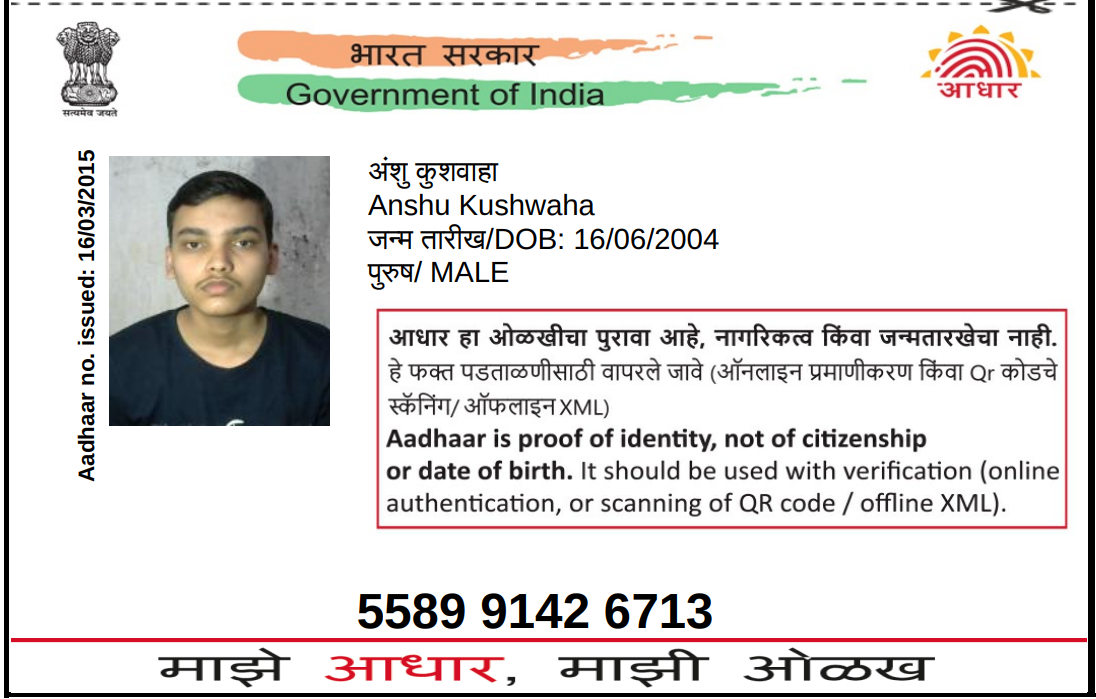 भारत सरकार
Government of India
सत्यमेव जयते
आधार
Aadhaar no. issued: 16/03/2015
अंशु कुशवाहा
Anshu Kushwaha
जन्म तारीख/DOB: 16/06/2004
पुरुष/ MALE
आधार हा ओळखीचा पुरावा आहे, नागरिकत्व किंवा जन्मतारखेचा नाही.
हे फक्त पडताळणीसाठी वापरले जावे (ऑनलाइन प्रमाणीकरण किंवा Qr कोडचे
स्कॅनिंग/ ऑफलाइन XML)
Aadhaar is proof of identity, not of citizenship
or date of birth. It should be used with verification (online
authentication, or scanning of QR code / offline XML).
5589 9142 6713
माझे आधार, माझी ओळख